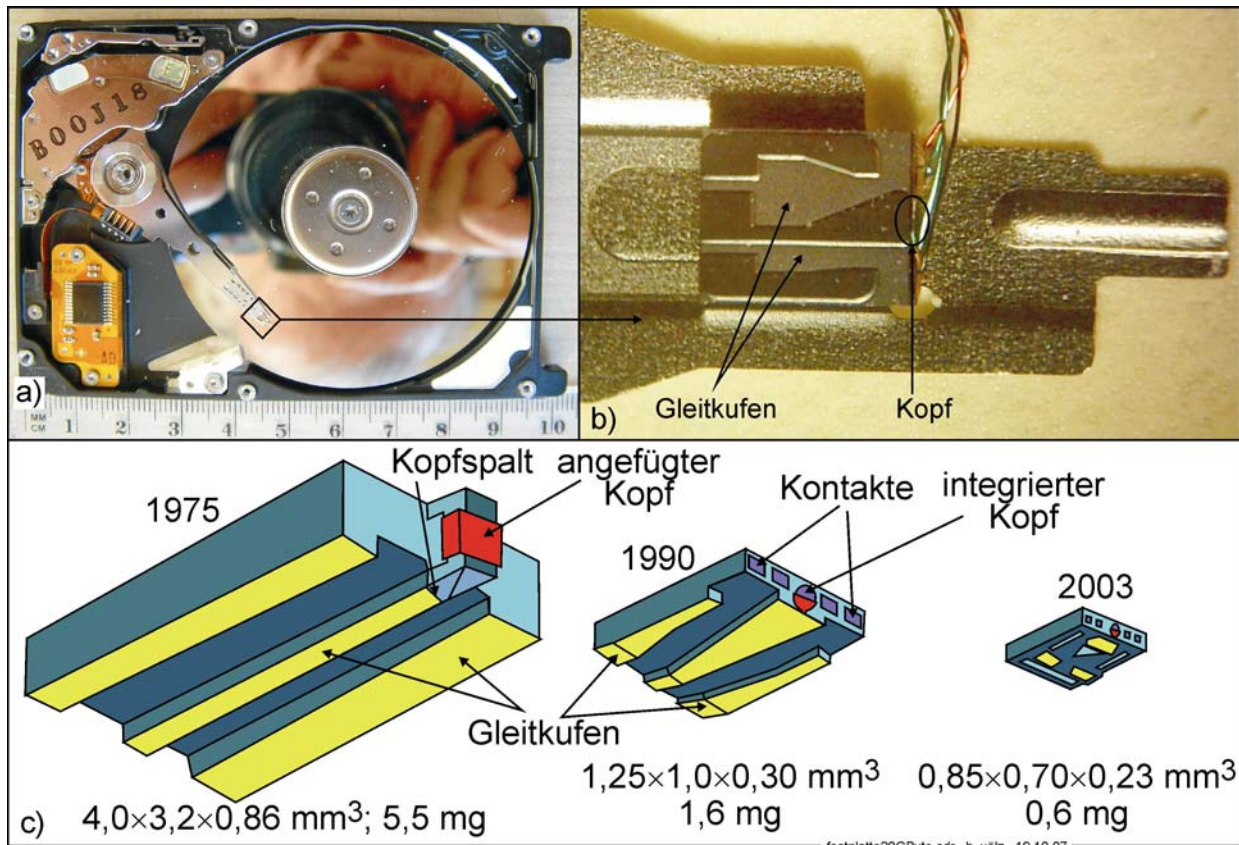 B00J18
AO
a)
MM
CM
1 2 3 4 5 6 7 8 9 10
Gleitkufen
Kopf
b)
Kopfspalt
angefügter
Kopf
Kontakte
integrierter
Kopf
1975
1990
2003
Gleitkufen
4,0×3,2×0,86 mm³; 5,5 mg
1,25×1,0×0,30 mm³
1,6 mg
0,85×0,70×0,23 mm³
0,6 mg
c)